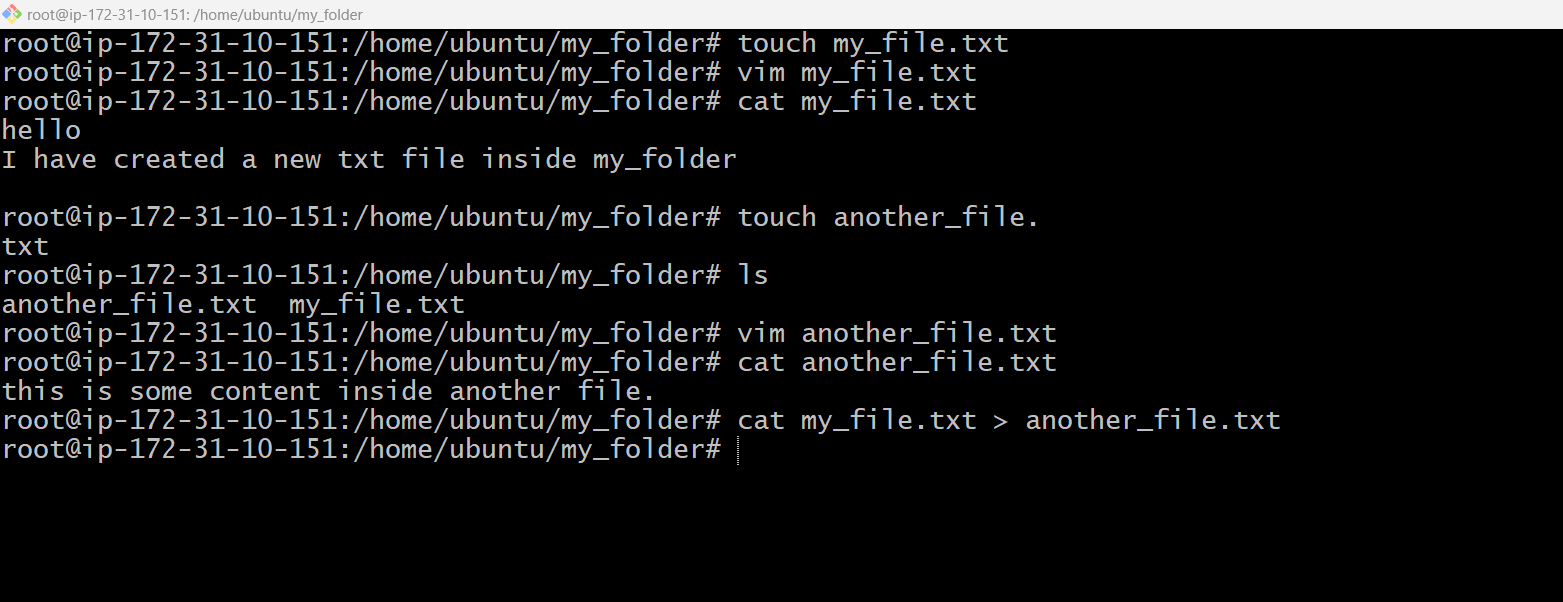 root@ip-172-31-10-151: /home/ubuntu/my_folder
root@ip-172-31-10-151:/home/ubuntu/my_folder# touch my_file.txt
root@ip-172-31-10-151:/home/ubuntu/my_folder# vim my_file.txt
root@ip-172-31-10-151:/home/ubuntu/my_folder# cat my_file.txt
hello
I have created a new txt file inside my_folder
root@ip-172-31-10-151:/home/ubuntu/my_folder# touch another_file.
txt
root@ip-172-31-10-151:/home/ubuntu/my_folder# ls
another_file.txt  my_file.txt
root@ip-172-31-10-151:/home/ubuntu/my_folder# vim another_file.txt
root@ip-172-31-10-151:/home/ubuntu/my_folder# cat another_file.txt
this is some content inside another file.
root@ip-172-31-10-151:/home/ubuntu/my_folder# cat my_file.txt > another_file.txt
root@ip-172-31-10-151:/home/ubuntu/my_folder#